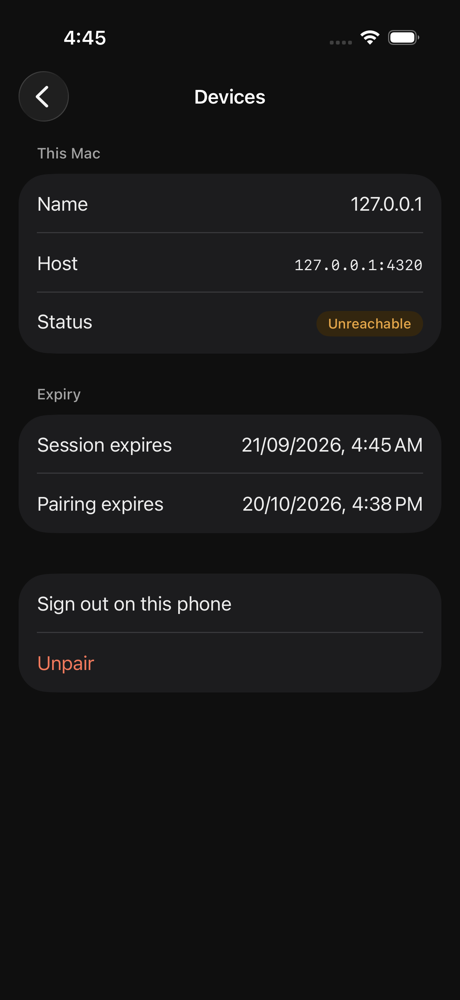 4:45
Devices
This Mac
Name 127.0.0.1
Host 127.0.0.1:4320
Status Unreachable
Expiry
Session expires 21/09/2026, 4:45 AM
Pairing expires 20/10/2026, 4:38 PM
Sign out on this phone
Unpair